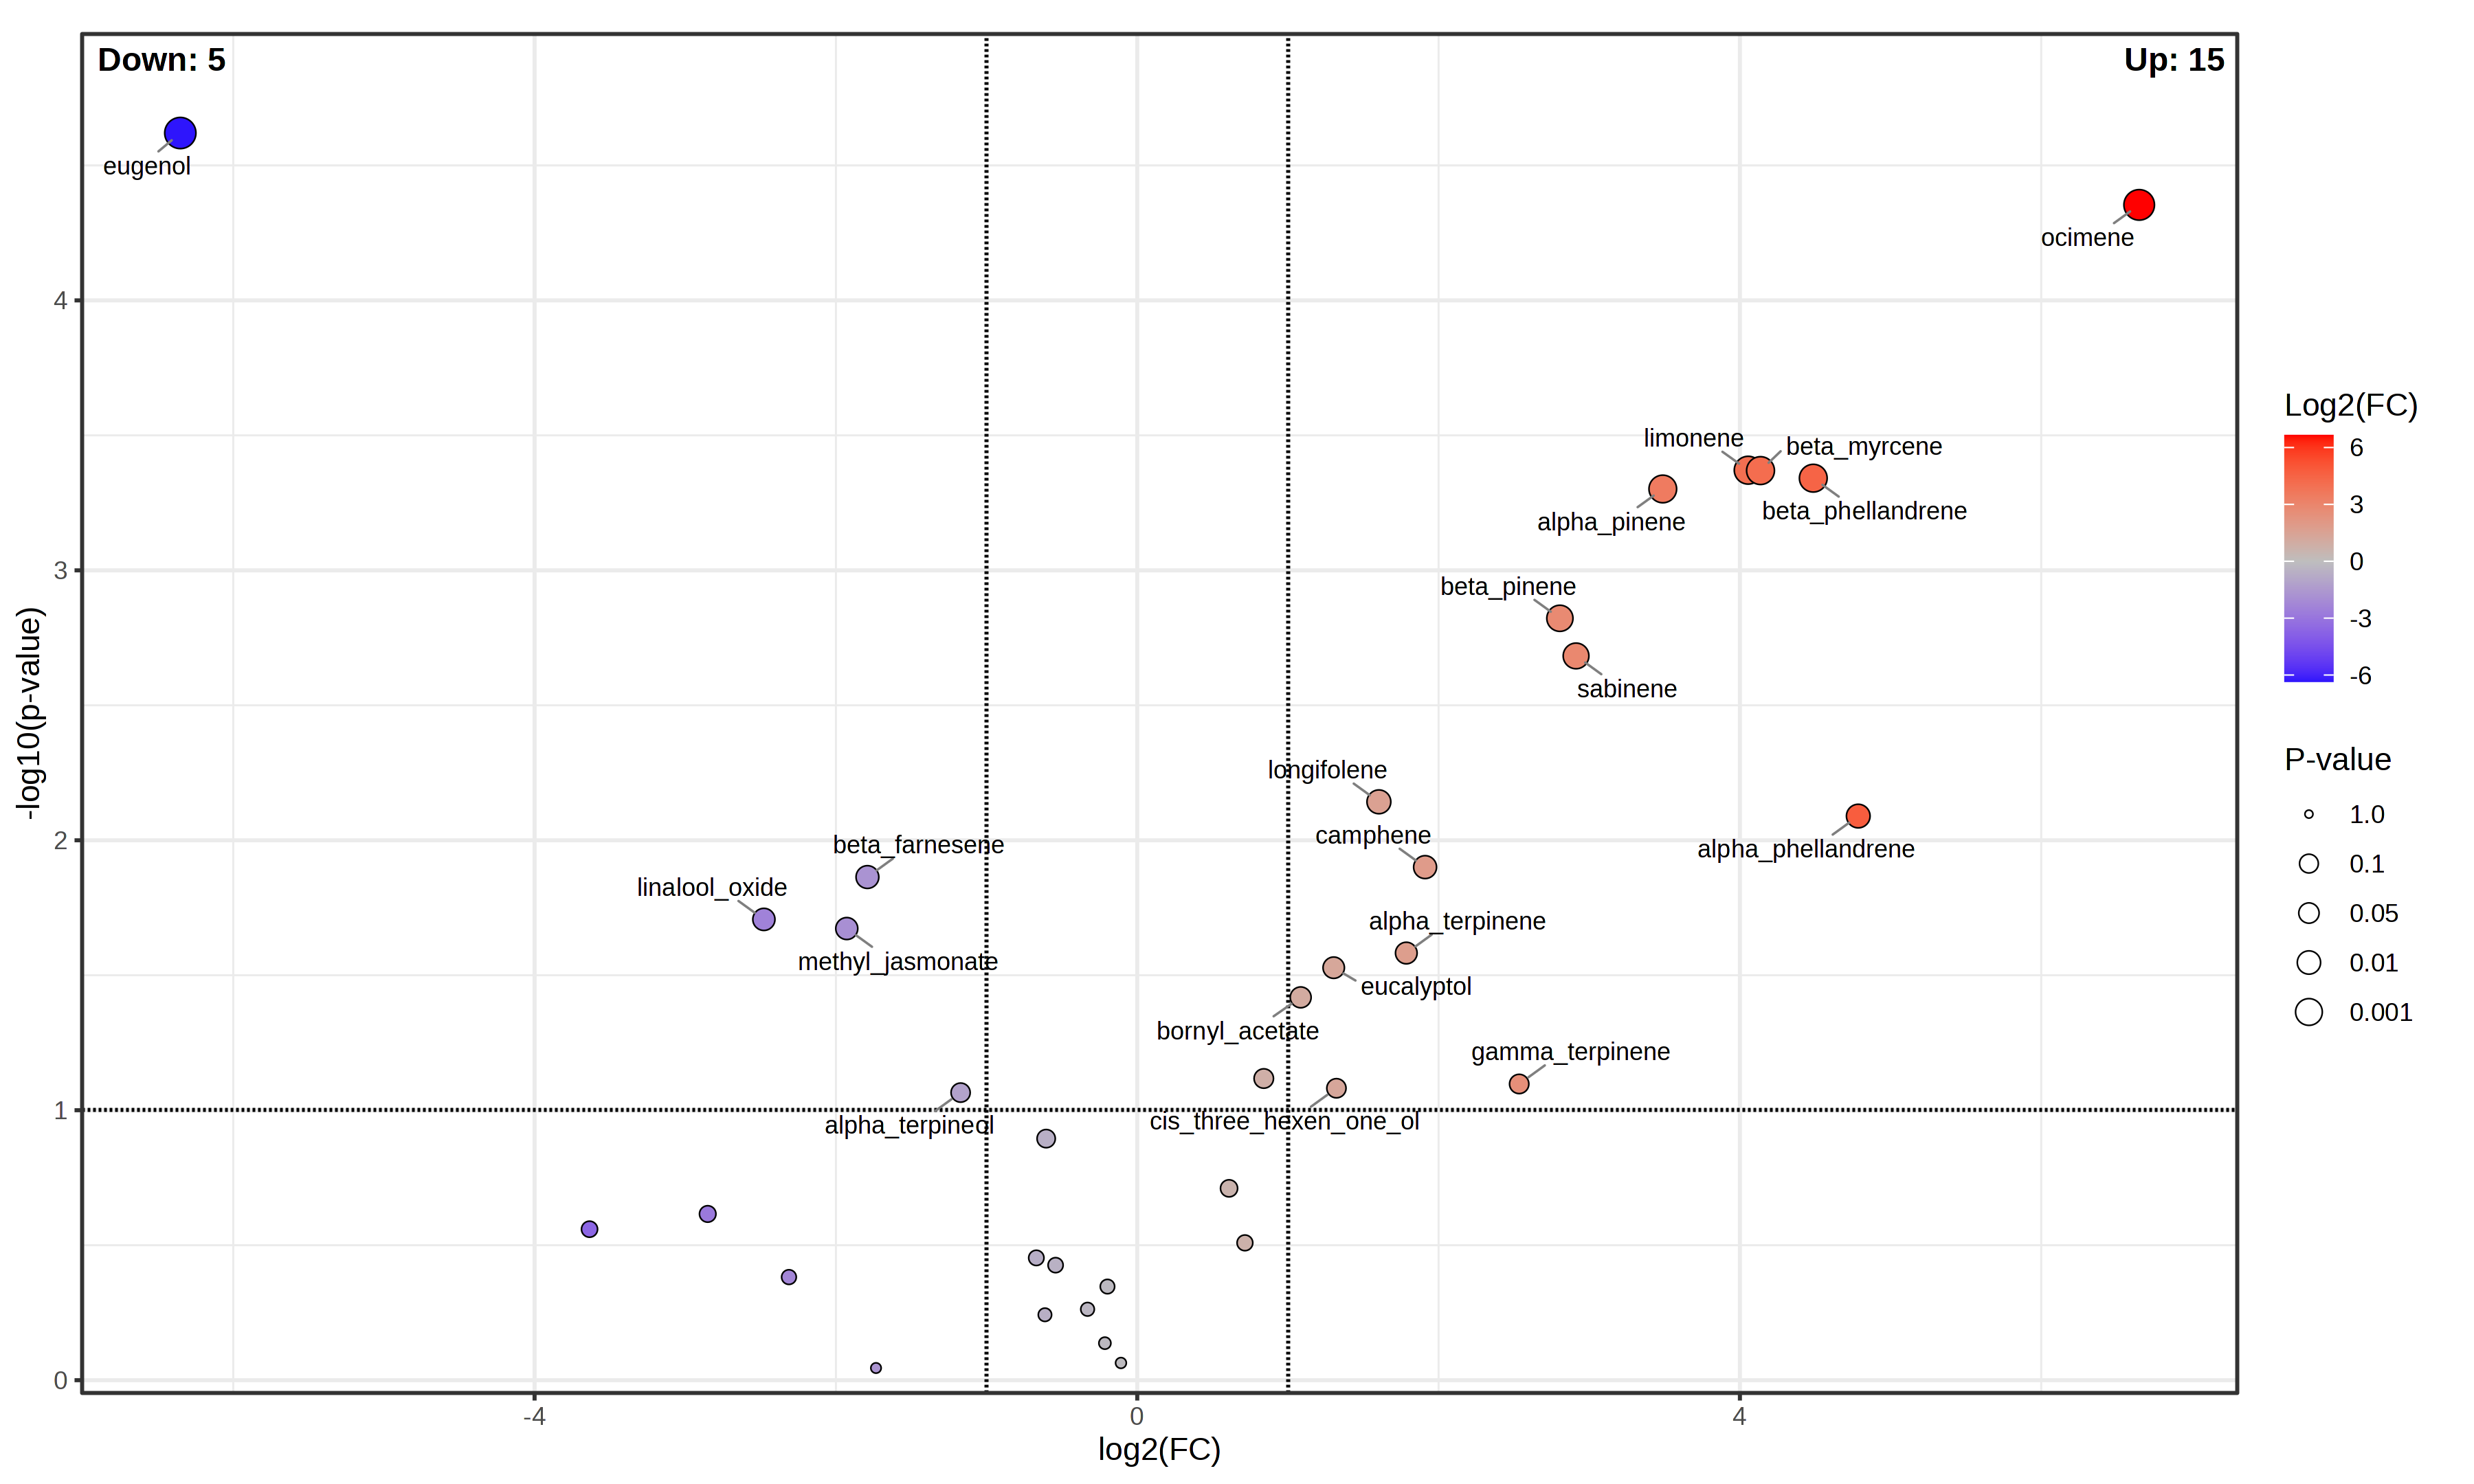 Down: 5
Up: 15
eugenol
ocimene
limonene
beta_myrcene
alpha_pinene
beta_phellandrene
beta_pinene
sabinene
longifolene
camphene
alpha_phellandrene
beta_farnesene
linalool_oxide
methyl_jasmonate
alpha_terpinene
eucalyptol
bornyl_acetate
gamma_terpinene
cis_three_hexen_one_ol
alpha_terpineol
4
3
2
1
0
-log10(p-value)
-4
0
4
log2(FC)
Log2(FC)
6
3
0
-3
-6
P-value
1.0
0.1
0.05
0.01
0.001